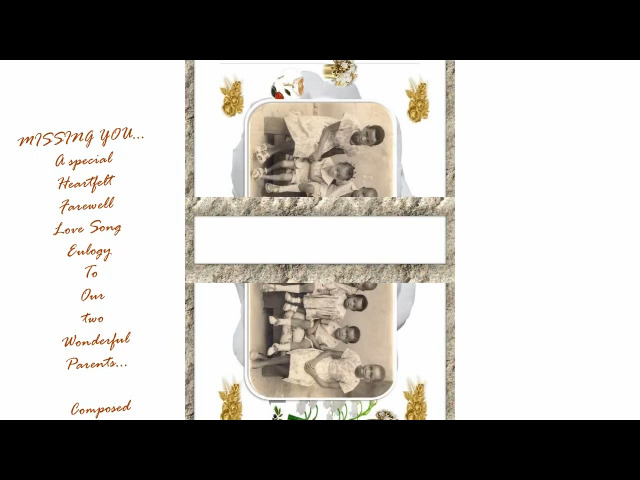 MISSING YOU...
A special
Heartfelt
Farewell
Love Song
Eulogy
To
Our
two
Wonderful
Parents...
Composed